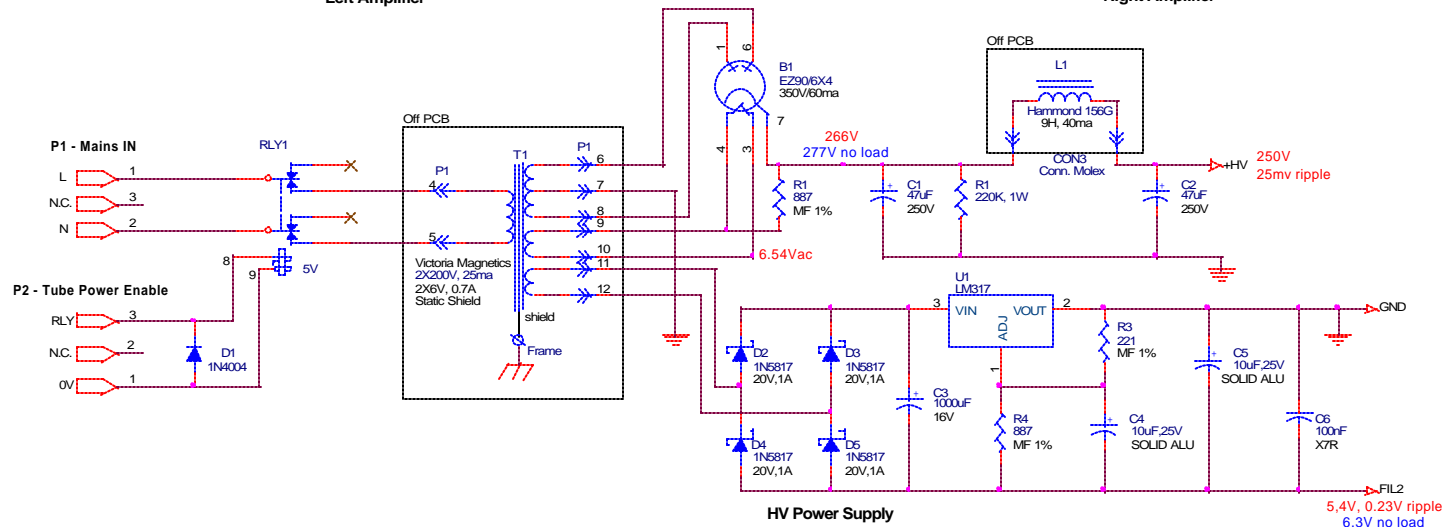 Left Amplifier
Right Amplifier
P1 - Mains IN
L
1
N.C.
3
N
2
RLY1
8
9
5V
P2 - Tube Power Enable
RLY
3
N.C.
2
0V
1
D1
1N4004
Off PCB
P1
4
5
T1
P1
6
7
8
9
10
11
12
Victoria Magnetics
2X200V, 25ma
2X6V, 0.7A
Static Shield
shield
Frame
1
6
B1
EZ90/6X4
350V/60ma
7
4
3
6.54Vac
266V
277V no load
R1
887
MF 1%
C1
47uF
250V
R1
220K, 1W
Off PCB
L1
Hammond 156G
9H, 40ma
CON3
Conn. Molex
C2
47uF
250V
+HV
250V
25mv ripple
D2
1N5817
20V,1A
D3
1N5817
20V,1A
D4
1N5817
20V,1A
D5
1N5817
20V,1A
C3
1000uF
16V
U1
LM317
3
VIN
VOUT
2
ADJ
1
R3
221
MF 1%
R4
887
MF 1%
C4
10uF,25V
SOLID ALU
C5
10uF,25V
SOLID ALU
C6
100nF
X7R
GND
FIL2
5,4V, 0.23V ripple
6.3V no load
HV Power Supply